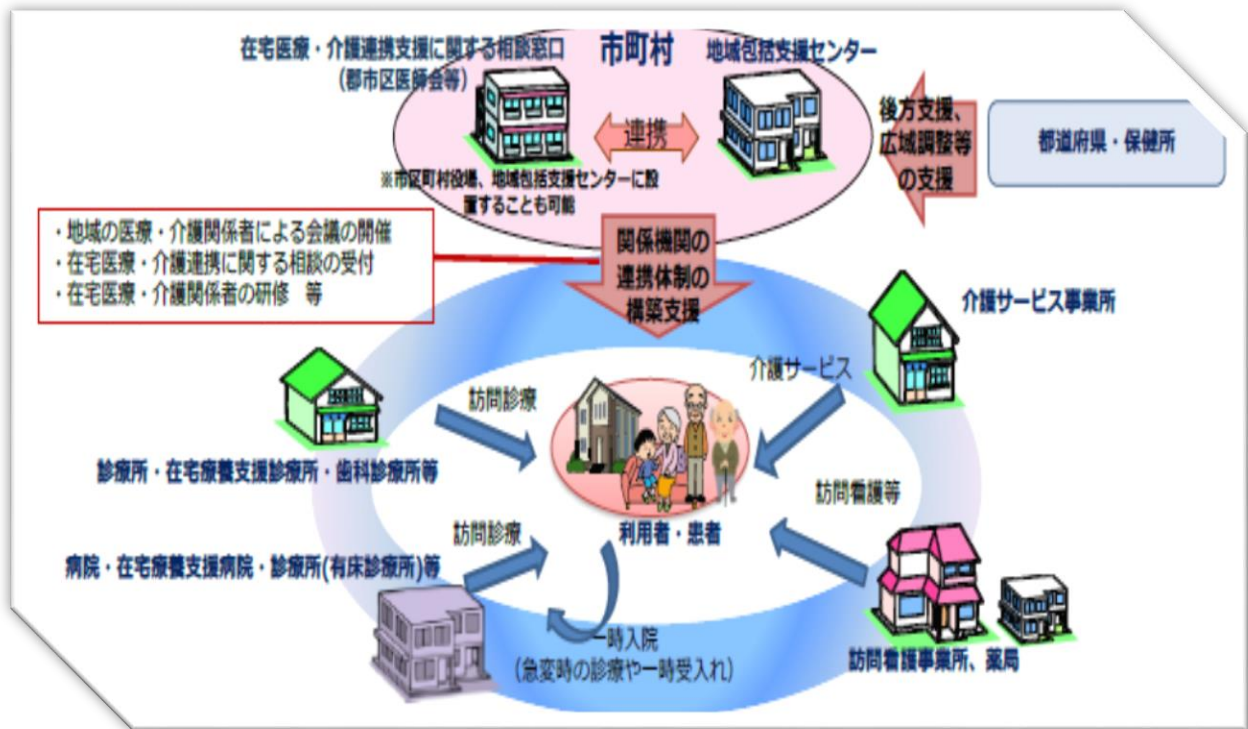 在宅医療・介護連携支援に関する相談窓口
(郡市区医師会等)
市町村
地域包括支援センター
連携
※市区町村役場、地域包括支援センターに設
置することも可能
後方支援、
広域調整等
の支援
都道府県・保健所
・地域の医療・介護関係者による会議の開催
・在宅医療・介護連携に関する相談の受付
・在宅医療・介護関係者の研修 等
関係機関の
連携体制の
構築支援
介護サービス事業所
介護サービス
訪問診療
診療所・在宅療養支援診療所・歯科診療所等
利用者・患者
訪問看護等
訪問診療
病院・在宅療養支援病院・診療所(有床診療所)等
一時入院
(急変時の診療や一時受入れ)
訪問看護事業所、薬局